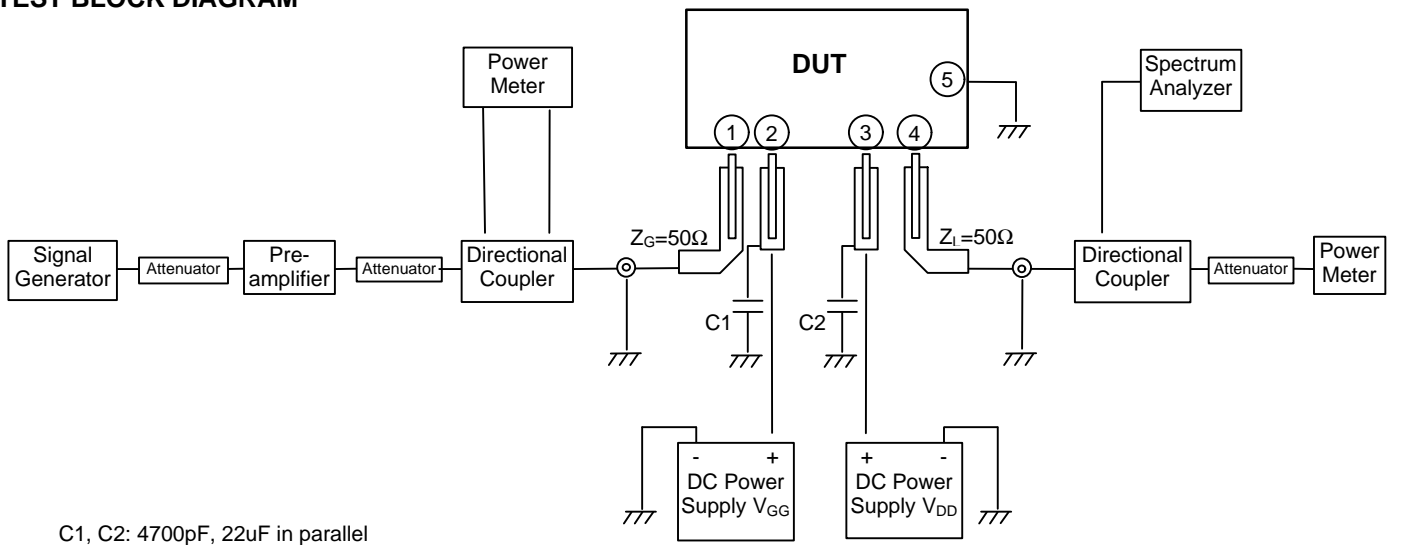 TEST BLOCK DIAGRAM
Power
Meter
DUT
5
Spectrum
Analyzer
1
2
3
4
Signal
Generator
Attenuator
Pre-
amplifier
Attenuator
Directional
Coupler
ZG=50Ω
ZL=50Ω
Directional
Coupler
Attenuator
Power
Meter
C1
C2
- +
DC Power
Supply VGG
+ -
DC Power
Supply VDD
C1, C2: 4700pF, 22uF in parallel